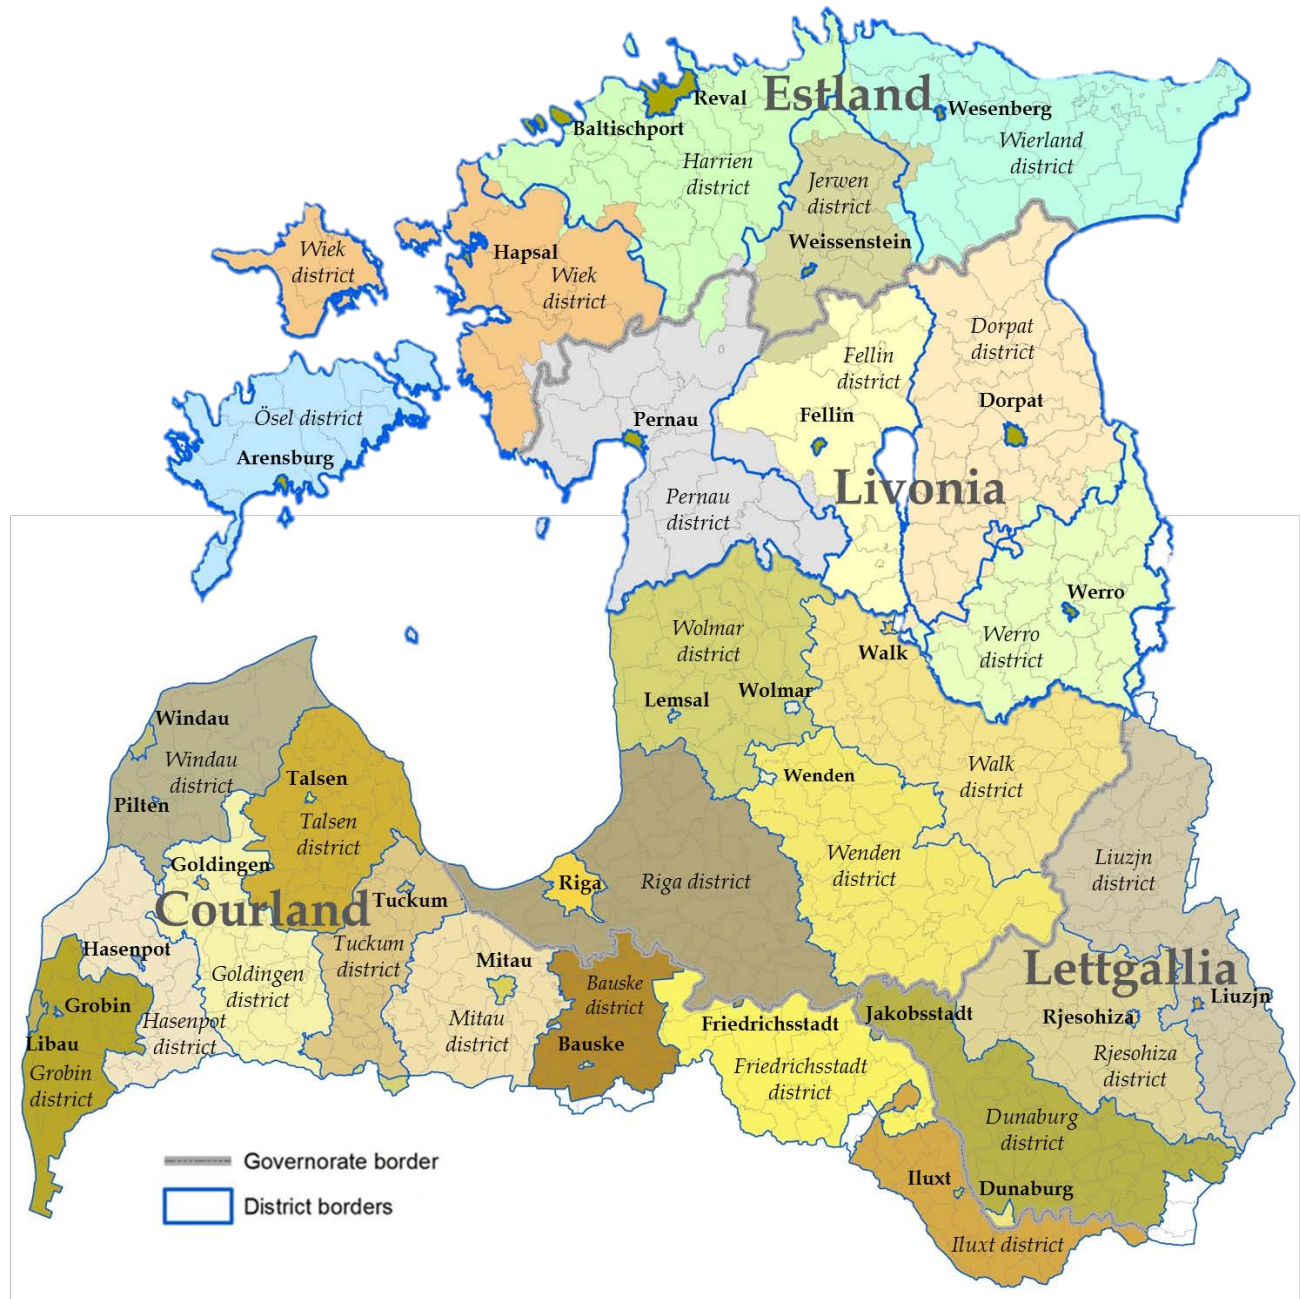 Reval
Estland
Wesenberg
Baltischport
Wierland
district
Harrien
district
Jerwen
district
Weissenstein
Wiek
district
Hapsal
Wiek
district
Dorpat
district
Fellin
district
Dorpat
Fellin
Pernau
Ösel district
Arensburg
Livonia
Pernau
district
Werro
Werro
district
Wolmar
district
Walk
Lemsal
Wolmar
Windau
Windau
district
Talsen
Pilten
Talsen
district
Wenden
Walk
district
Goldingen
Courland
Tuckum
Riga
Riga district
Wenden
district
Liuzjn
district
Hasenpot
Tuckum
district
Goldingen
district
Mitau
Lettgallia
Bauske
district
Liuzjn
Grobin
Hasenpot
district
Mitau
district
Friedrichsstadt
Jakobsstadt
Rjesohiza
Libau
Bauske
Grobin
district
Friedrichsstadt
district
Rjesohiza
district
Dunaburg
district
Governorate border
Iluxt
Dunaburg
District borders
Iluxt district